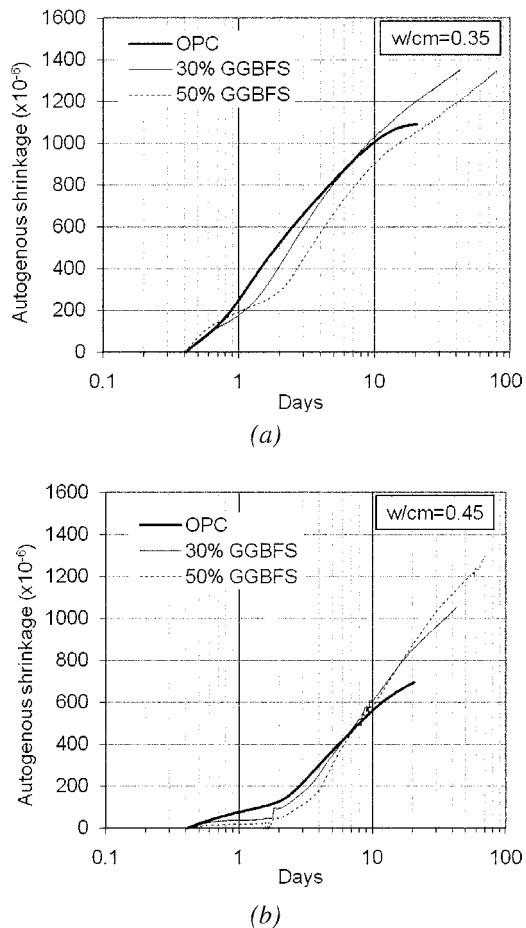 1600
1400
1200
1000
800
600
400
200
0
Autogenous shrinkage (x10⁻⁶)
OPC
30% GGBFS
50% GGBFS
w/cm=0.35
0.1
1
10
100
Days
(a)
1600
1400
1200
1000
800
600
400
200
0
Autogenous shrinkage (x10⁻⁶)
OPC
30% GGBFS
50% GGBFS
w/cm=0.45
0.1
1
10
100
Days
(b)